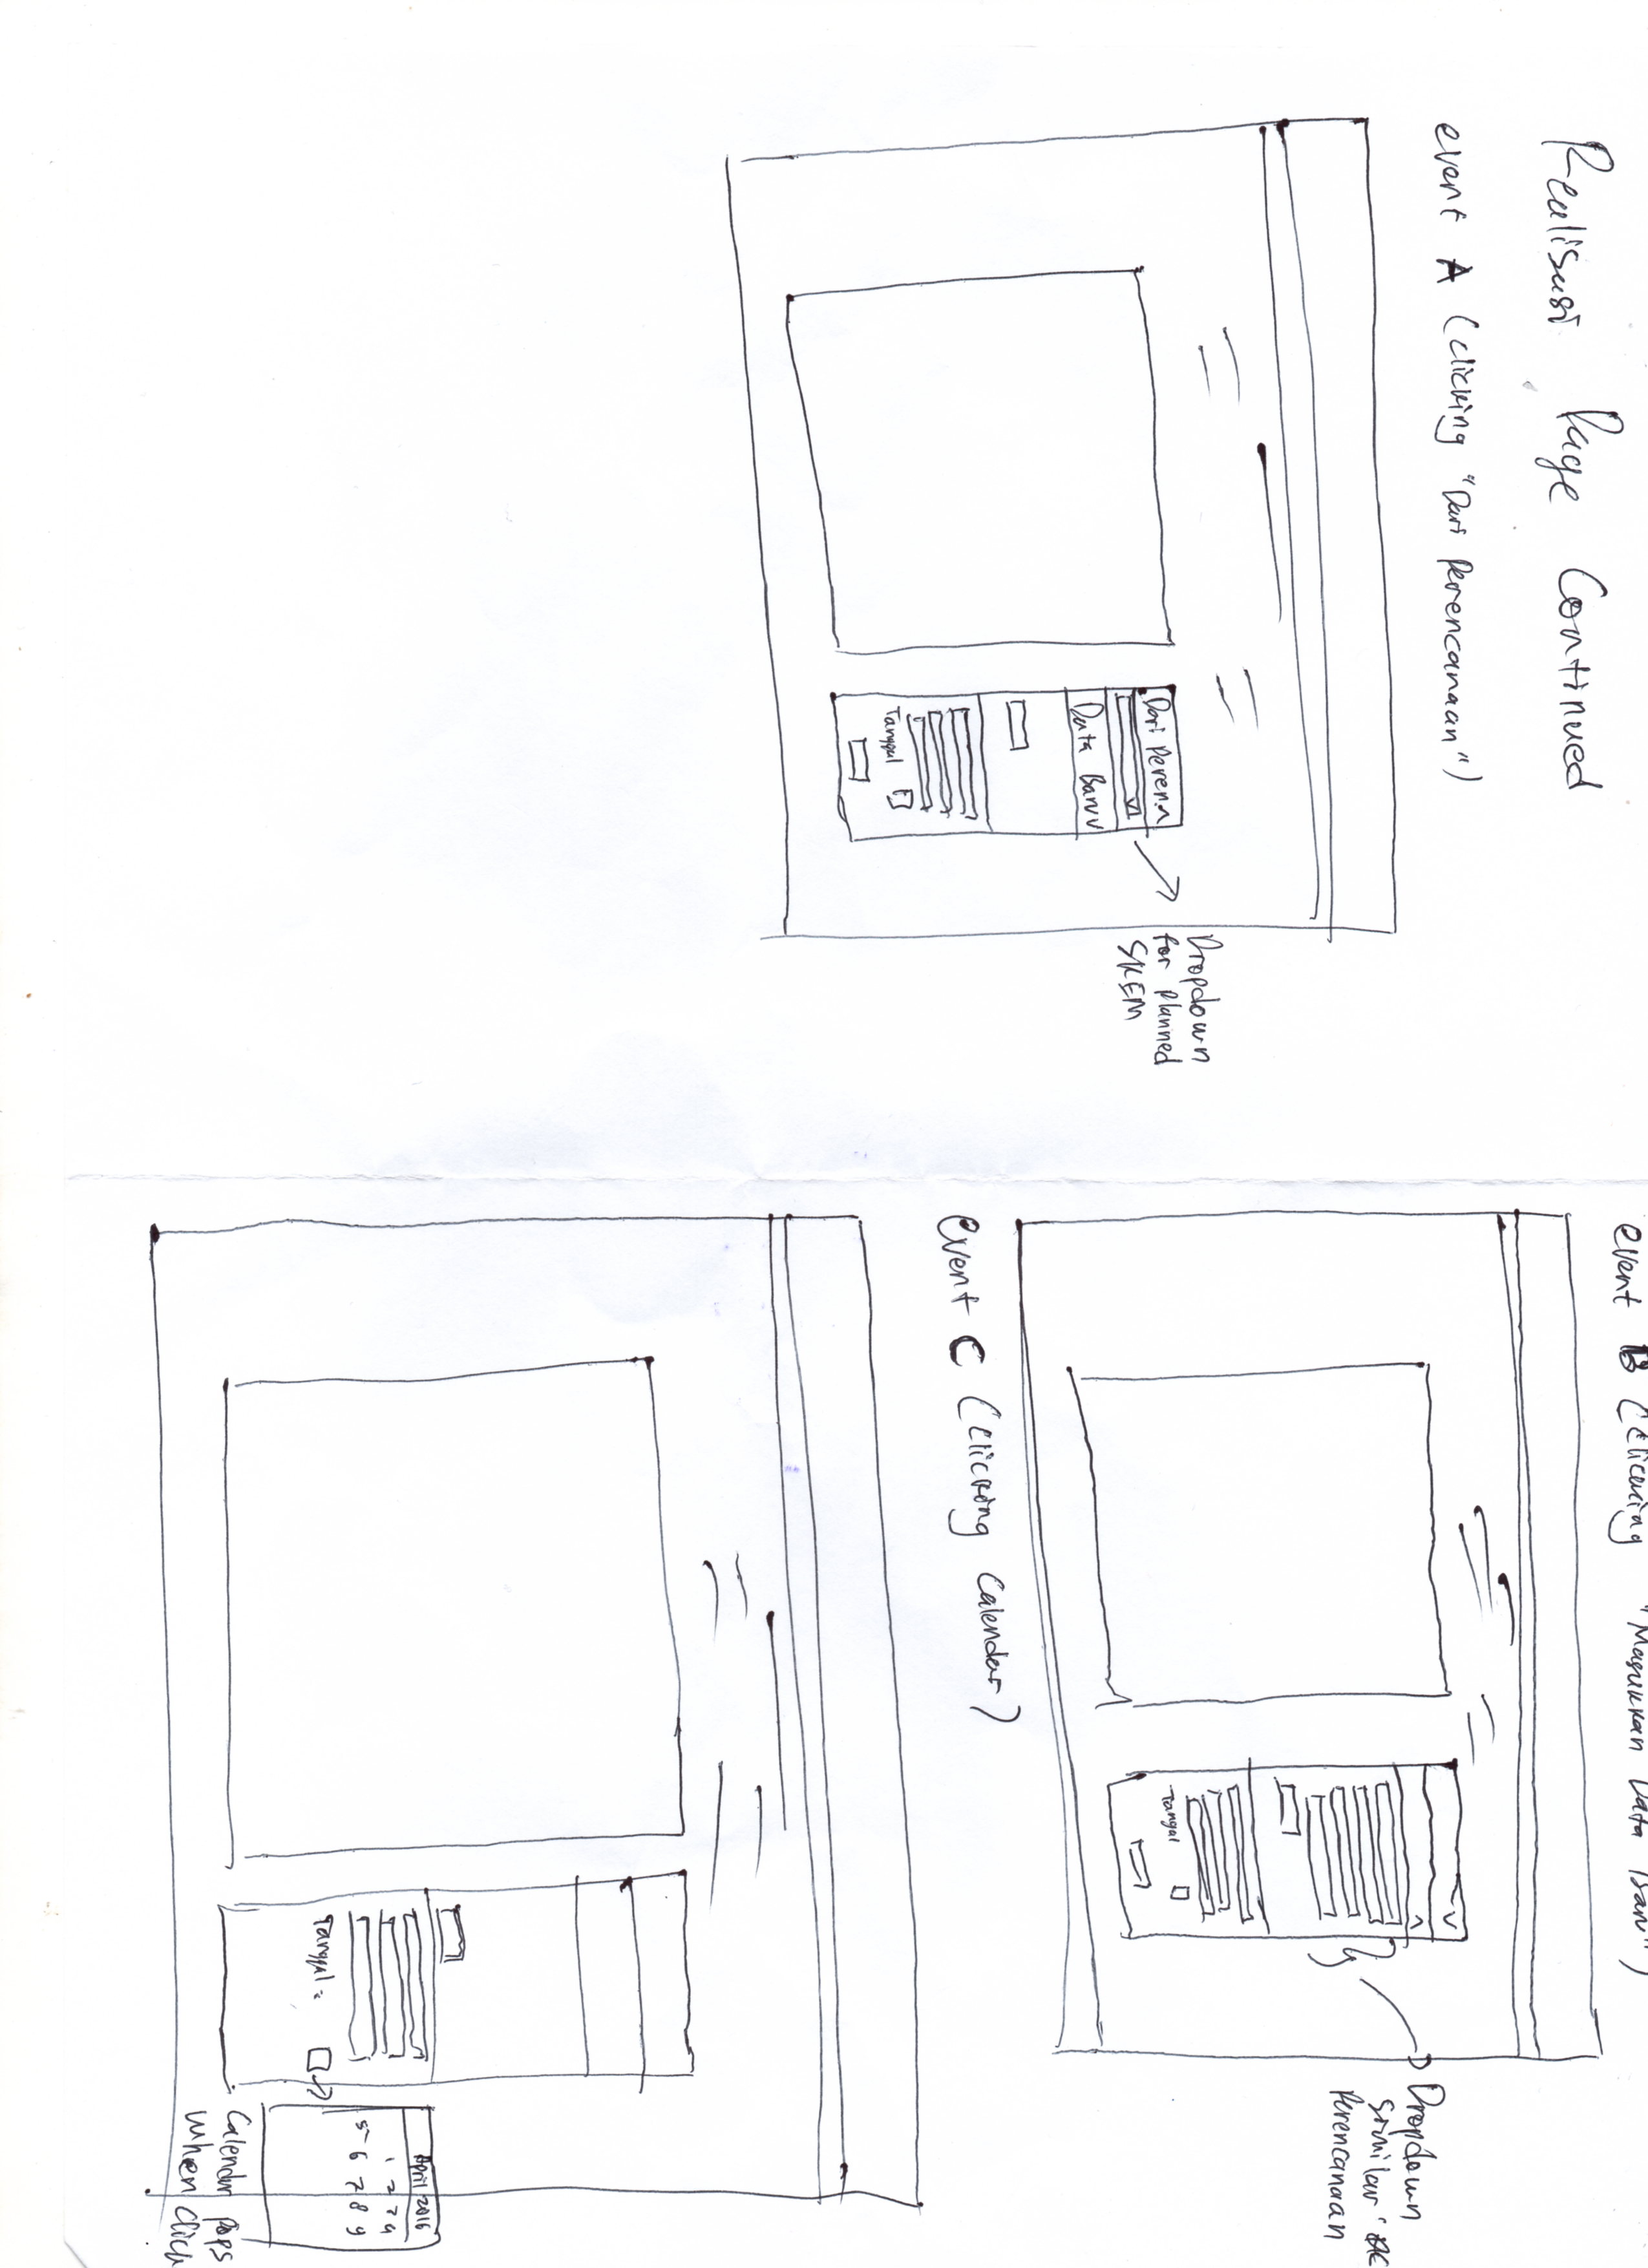 Realisasi Page Continued
event A (clicking "Dari Perencanaan")
Dari Peren.
Data Baru
Tanggal
Dropdown
for planned
SKEM
event B (clicking "Masukkan Data Baru")
Tangal
Dropdown
similar
Perencanaan
event C (clicking Calendar)
April 2016
1 2 3 4
5 6 7 8 9
Tanggal :
Calendar pops
when click